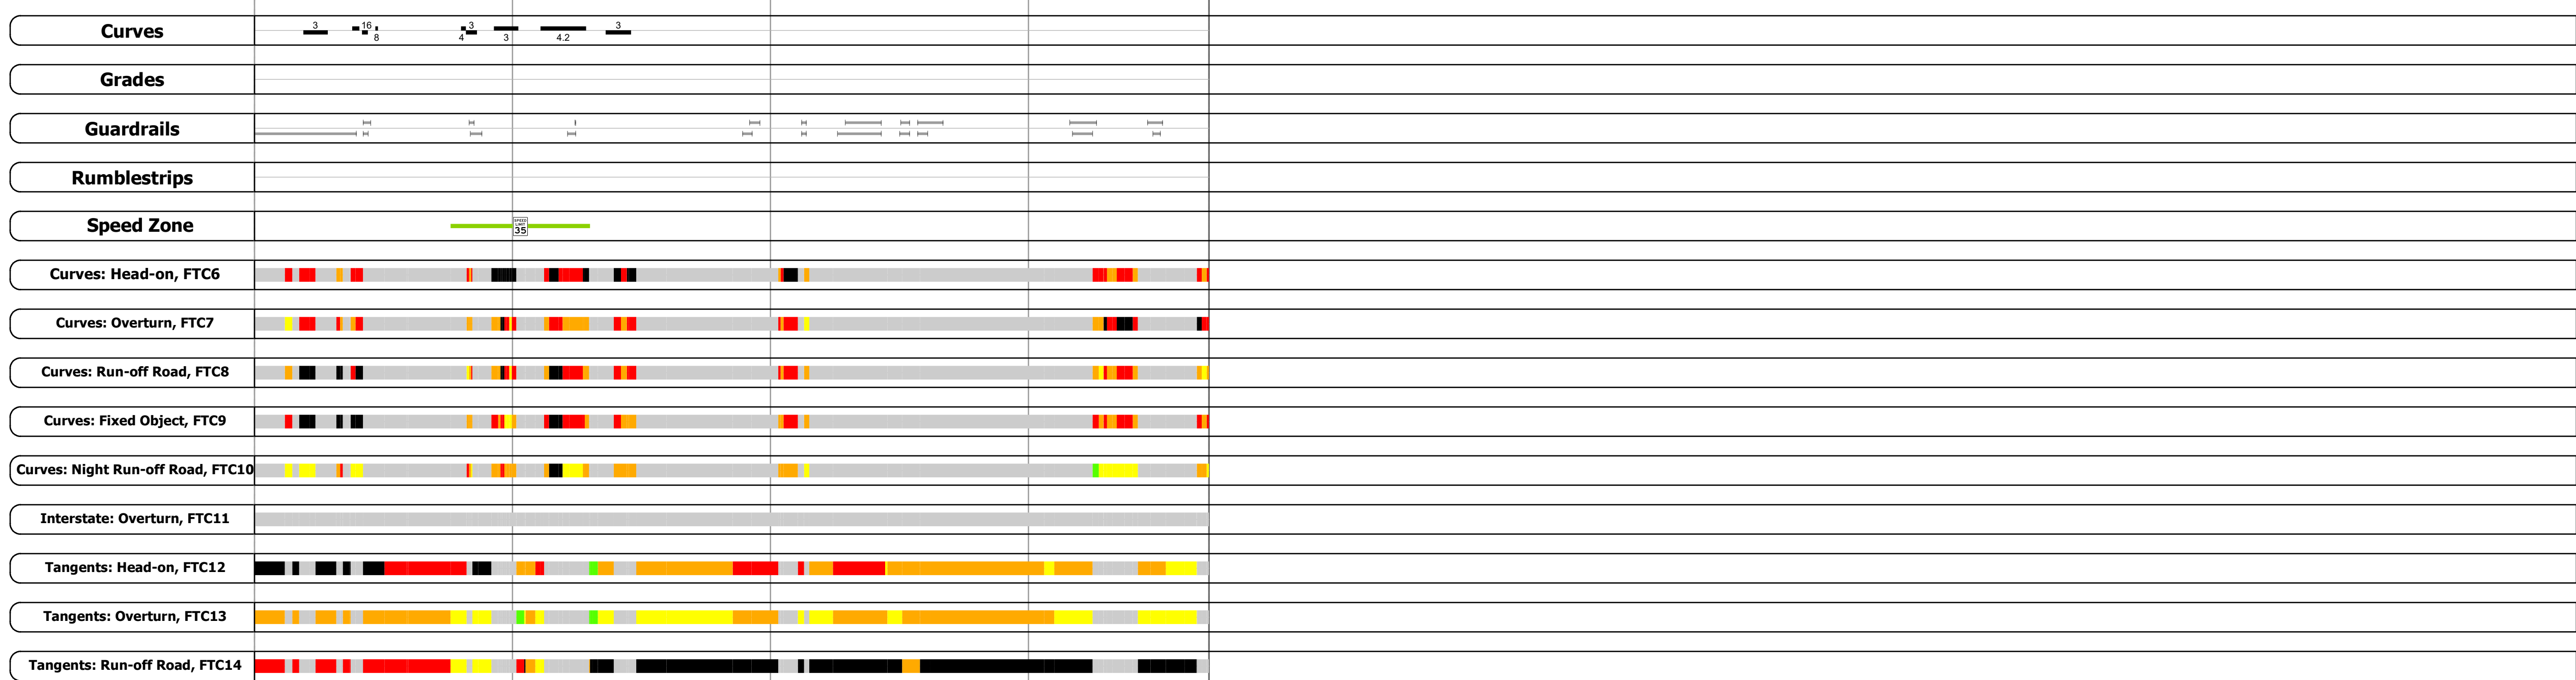 Curves
3 16 3 3
8 4 3 4.2
Grades
Guardrails
Rumblestrips
Speed Zone
SPEED
LIMIT
35
Curves: Head-on, FTC6
Curves: Overturn, FTC7
Curves: Run-off Road, FTC8
Curves: Fixed Object, FTC9
Curves: Night Run-off Road, FTC10
Interstate: Overturn, FTC11
Tangents: Head-on, FTC12
Tangents: Overturn, FTC13
Tangents: Run-off Road, FTC14